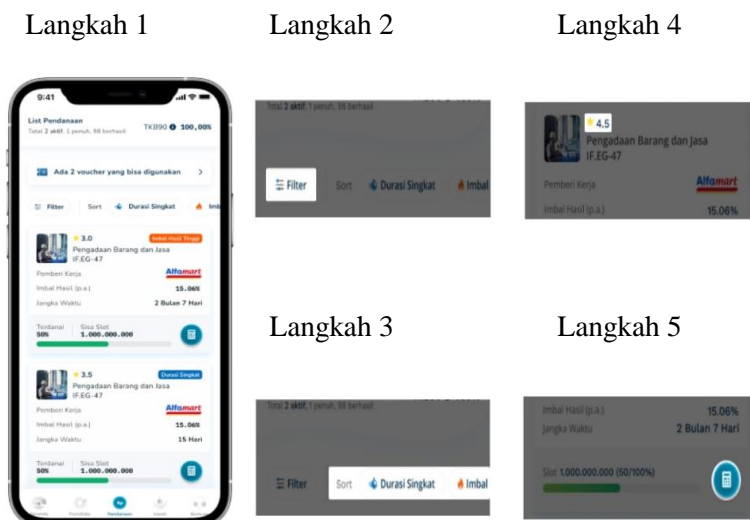 Langkah 1
Langkah 2
Langkah 4
9:41
List Pendanaan
Total 2 aktif, 1 penuh, 98 berhasil
TKB90 100,00%
Ada 2 voucher yang bisa digunakan
Filter Sort Durasi Singkat Imb
3.0 Imbal Hasil Tinggi
Pengadaan Barang dan Jasa
IF.EG-47
Pemberi Kerja Alfamart
Imbal Hasil (p.a.) 15.06%
Jangka Waktu 2 Bulan 7 Hari
Terdanai Sisa Slot
50% 1.000.000.000
3.5 Durasi Singkat
Pengadaan Barang dan Jasa
IF.EG-47
Pemberi Kerja Alfamart
Imbal Hasil (p.a.) 15.06%
Jangka Waktu 15 Hari
Terdanai Sisa Slot
50% 1.000.000.000
Pendanaan
Total 2 aktif, 1 penuh, 98 berhasil
Filter Sort Durasi Singkat Imbal
4.5
Pengadaan Barang dan Jasa
IF.EG-47
Pemberi Kerja Alfamart
Imbal Hasil (p.a.) 15.06%
Langkah 3
Langkah 5
Total 2 aktif, 1 penuh, 98 berhasil
Filter Sort Durasi Singkat Imbal
Imbal Hasil (p.a.) 15.06%
Jangka Waktu 2 Bulan 7 Hari
Slot 1.000.000.000 (50/100%)